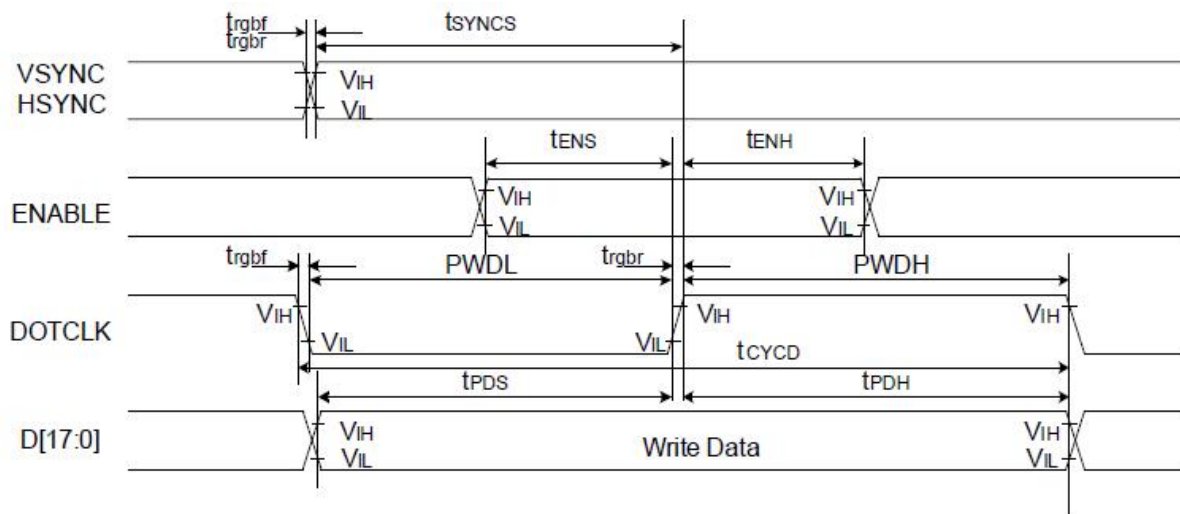 trgbf
trgbr
tSYNCS
VSYNC
HSYNC
VIH
VIL
tENS
tENH
ENABLE
VIH
VIL
VIH
VIL
trgbf
PWDL
trgbr
PWDH
DOTCLK
VIH
VIL
VIL
VIH
VIH
tCYCD
tPDS
tPDH
D[17:0]
VIH
VIL
Write Data
VIH
VIL